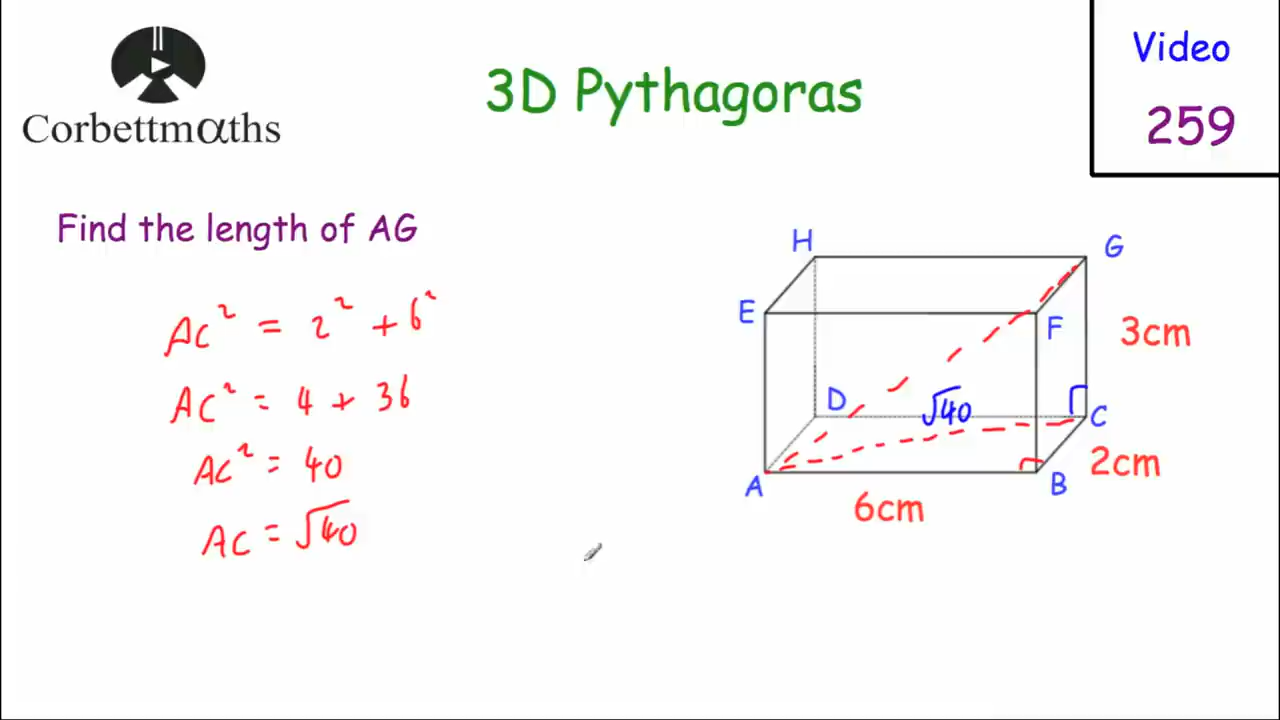 Corbettmαths
3D Pythagoras
Video
259
Find the length of AG
AC² = 2² + 6²
AC² = 4 + 36
AC² = 40
AC = √40
H
G
E
F
3cm
D
√40
C
2cm
A
B
6cm